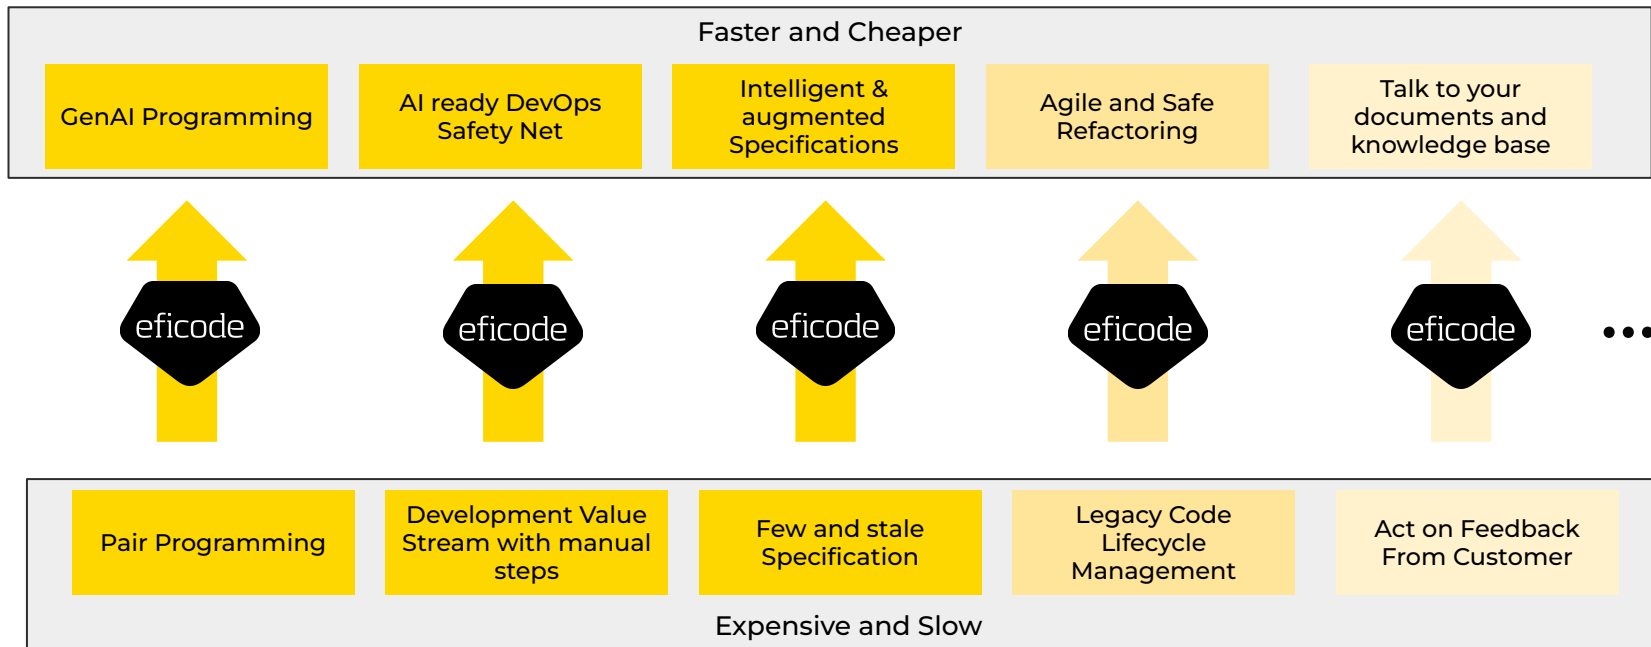 Faster and Cheaper
GenAI Programming
AI ready DevOps
Safety Net
Intelligent &
augmented
Specifications
Agile and Safe
Refactoring
Talk to your
documents and
knowledge base
eficode
eficode
eficode
eficode
eficode
...
Pair Programming
Development Value
Stream with manual
steps
Few and stale
Specification
Legacy Code
Lifecycle
Management
Act on Feedback
From Customer
Expensive and Slow